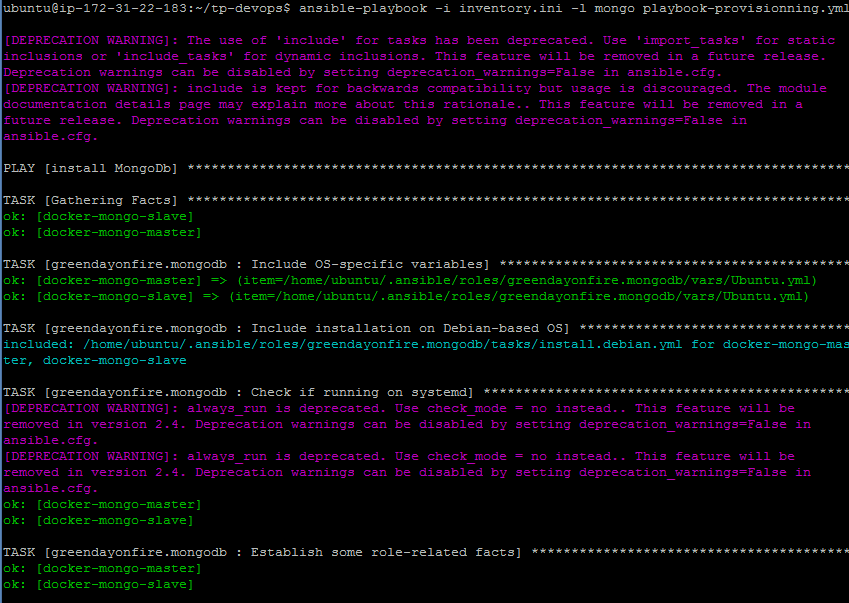 ubuntu@ip-172-31-22-183:~/tp-devops$ ansible-playbook -i inventory.ini -l mongo playbook-provisionning.yml
[DEPRECATION WARNING]: The use of 'include' for tasks has been deprecated. Use 'import_tasks' for static
inclusions or 'include_tasks' for dynamic inclusions. This feature will be removed in a future release.
Deprecation warnings can be disabled by setting deprecation_warnings=False in ansible.cfg.
[DEPRECATION WARNING]: include is kept for backwards compatibility but usage is discouraged. The module
documentation details page may explain more about this rationale.. This feature will be removed in a
future release. Deprecation warnings can be disabled by setting deprecation_warnings=False in
ansible.cfg.
PLAY [install MongoDb] ***********************************************************************************
TASK [Gathering Facts] ***********************************************************************************
ok: [docker-mongo-slave]
ok: [docker-mongo-master]
TASK [greendayonfire.mongodb : Include OS-specific variables] ********************************************
ok: [docker-mongo-master] => (item=/home/ubuntu/.ansible/roles/greendayonfire.mongodb/vars/Ubuntu.yml)
ok: [docker-mongo-slave] => (item=/home/ubuntu/.ansible/roles/greendayonfire.mongodb/vars/Ubuntu.yml)
TASK [greendayonfire.mongodb : Include installation on Debian-based OS] **********************************
included: /home/ubuntu/.ansible/roles/greendayonfire.mongodb/tasks/install.debian.yml for docker-mongo-mas
ter, docker-mongo-slave
TASK [greendayonfire.mongodb : Check if running on systemd] **********************************************
[DEPRECATION WARNING]: always_run is deprecated. Use check_mode = no instead.. This feature will be
removed in version 2.4. Deprecation warnings can be disabled by setting deprecation_warnings=False in
ansible.cfg.
[DEPRECATION WARNING]: always_run is deprecated. Use check_mode = no instead.. This feature will be
removed in version 2.4. Deprecation warnings can be disabled by setting deprecation_warnings=False in
ansible.cfg.
ok: [docker-mongo-master]
ok: [docker-mongo-slave]
TASK [greendayonfire.mongodb : Establish some role-related facts] ****************************************
ok: [docker-mongo-master]
ok: [docker-mongo-slave]